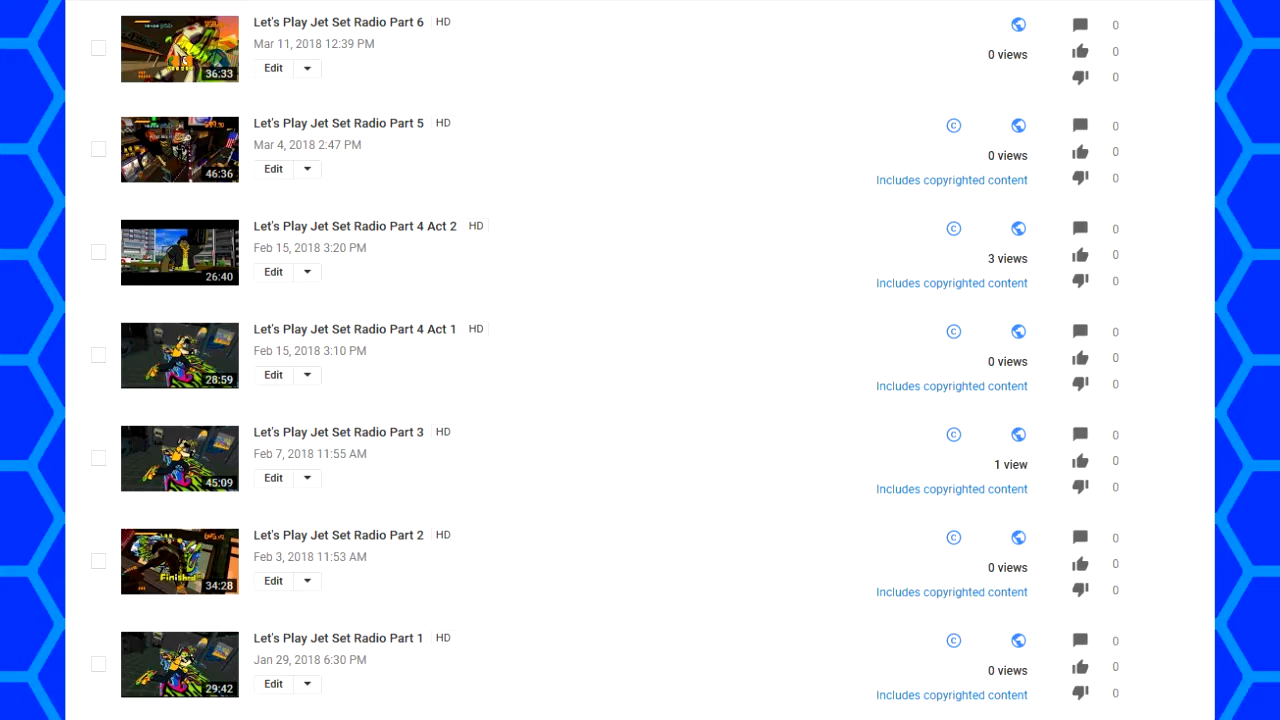 Let's Play Jet Set Radio Part 6 HD
Mar 11, 2018 12:39 PM
0 views
Edit
36:33
0
0
0
Let's Play Jet Set Radio Part 5 HD
Mar 4, 2018 2:47 PM
0 views
Edit
46:36
Includes copyrighted content
0
0
0
Let's Play Jet Set Radio Part 4 Act 2 HD
Feb 15, 2018 3:20 PM
3 views
Edit
26:40
Includes copyrighted content
0
0
0
Let's Play Jet Set Radio Part 4 Act 1 HD
Feb 15, 2018 3:10 PM
0 views
Edit
28:59
Includes copyrighted content
0
0
0
Let's Play Jet Set Radio Part 3 HD
Feb 7, 2018 11:55 AM
1 view
Edit
45:09
Includes copyrighted content
0
0
0
Let's Play Jet Set Radio Part 2 HD
Feb 3, 2018 11:53 AM
0 views
Finished
Edit
34:28
Includes copyrighted content
0
0
0
Let's Play Jet Set Radio Part 1 HD
Jan 29, 2018 6:30 PM
0 views
Edit
29:42
Includes copyrighted content
0
0
0